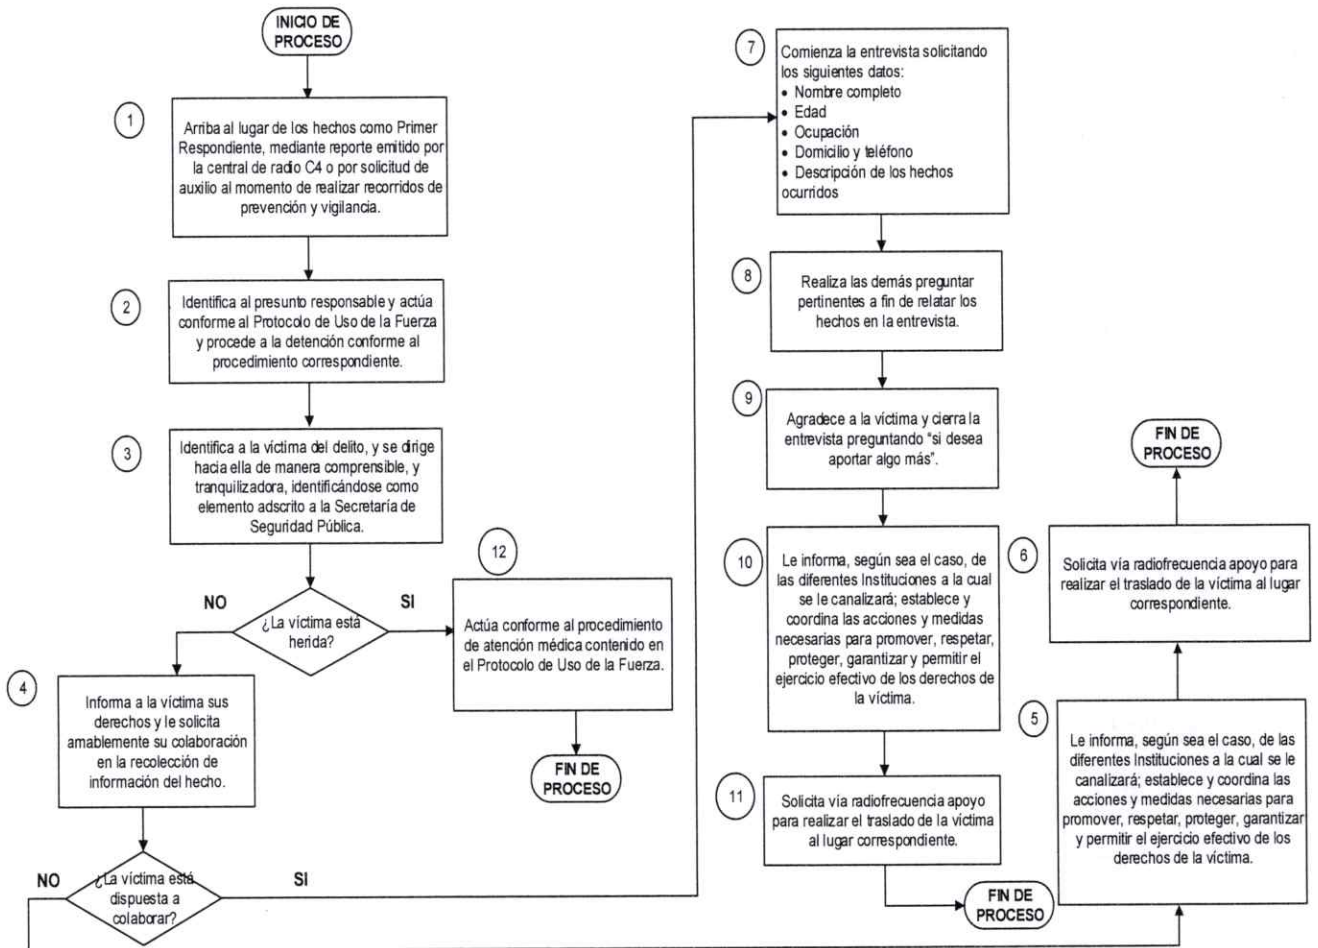 INICIO DE
PROCESO
1
Arriba al lugar de los hechos como Primer
Respondiente, mediante reporte emitido por
la central de radio C4 o por solicitud de
auxilio al momento de realizar recorridos de
prevención y vigilancia.
2
Identifica al presunto responsable y actúa
conforme al Protocolo de Uso de la Fuerza
y procede a la detención conforme al
procedimiento correspondiente.
3
Identifica a la víctima del delito, y se dirige
hacia ella de manera comprensible, y
tranquilizadora, identificándose como
elemento adscrito a la Secretaría de
Seguridad Pública.
NO
¿La víctima está
herida?
SI
12
Actúa conforme al procedimiento
de atención médica contenido en
el Protocolo de Uso de la Fuerza.
FIN DE
PROCESO
4
Informa a la víctima sus
derechos y le solicita
amablemente su colaboración
en la recolección de
información del hecho.
NO
¿La víctima está
dispuesta a
colaborar?
SI
7
Comienza la entrevista solicitando
los siguientes datos:
• Nombre completo
• Edad
• Ocupación
• Domicilio y teléfono
• Descripción de los hechos
ocurridos
8
Realiza las demás preguntar
pertinentes a fin de relatar los
hechos en la entrevista.
9
Agradece a la víctima y cierra la
entrevista preguntando “si desea
aportar algo más”.
10
Le informa, según sea el caso, de
las diferentes Instituciones a la cual
se le canalizará; establece y
coordina las acciones y medidas
necesarias para promover, respetar,
proteger, garantizar y permitir el
ejercicio efectivo de los derechos de
la víctima.
11
Solicita vía radiofrecuencia apoyo
para realizar el traslado de la víctima
al lugar correspondiente.
FIN DE
PROCESO
FIN DE
PROCESO
6
Solicita vía radiofrecuencia apoyo para
realizar el traslado de la víctima al lugar
correspondiente.
5
Le informa, según sea el caso, de las
diferentes Instituciones a la cual se le
canalizará; establece y coordina las
acciones y medidas necesarias para
promover, respetar, proteger, garantizar
y permitir el ejercicio efectivo de los
derechos de la víctima.